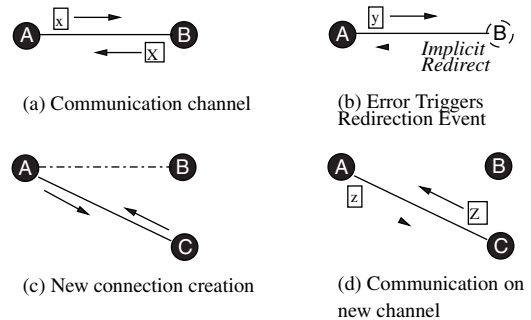 x
A
B
X
(a) Communication channel
y
A
B
Implicit
Redirect
(b) Error Triggers
Redirection Event
A
B
C
(c) New connection creation
A
B
z
Z
C
(d) Communication on
new channel